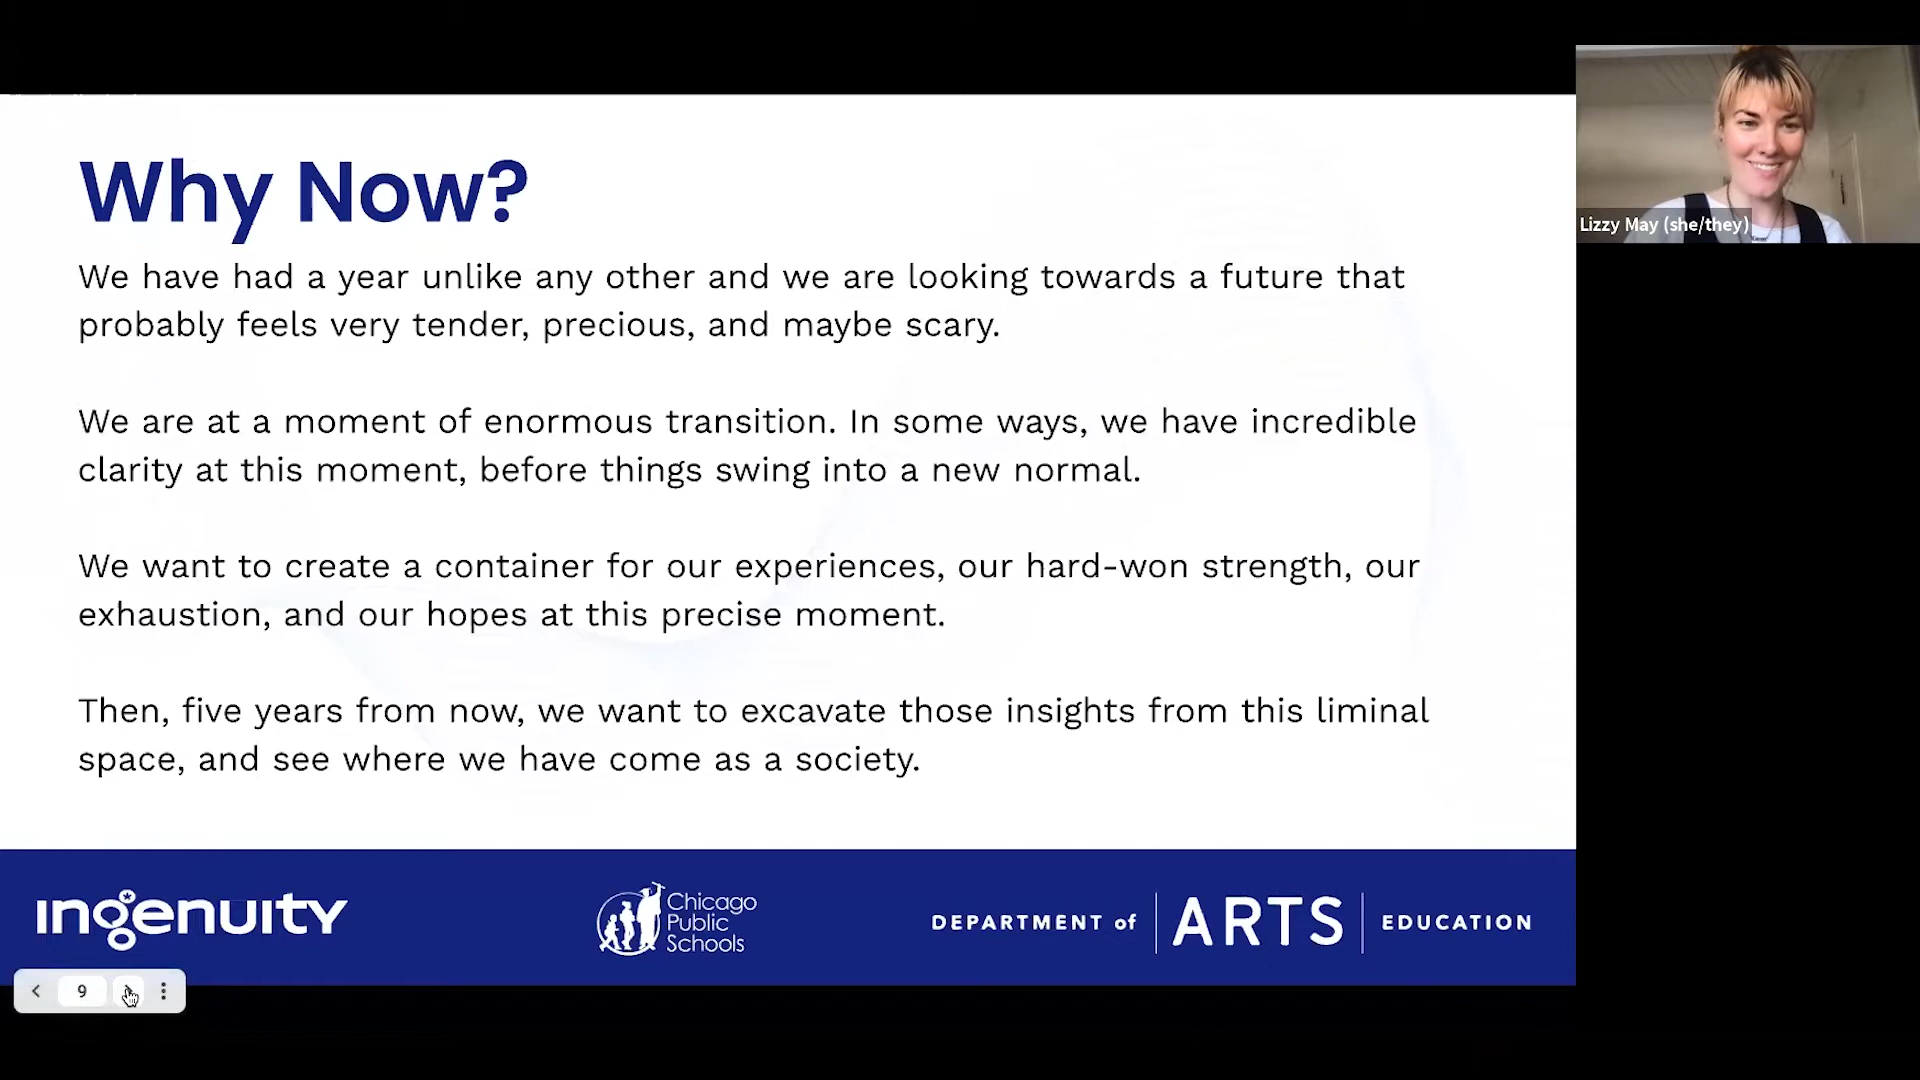 Why Now?
We have had a year unlike any other and we are looking towards a future that
probably feels very tender, precious, and maybe scary.
We are at a moment of enormous transition. In some ways, we have incredible
clarity at this moment, before things swing into a new normal.
We want to create a container for our experiences, our hard-won strength, our
exhaustion, and our hopes at this precise moment.
Then, five years from now, we want to excavate those insights from this liminal
space, and see where we have come as a society.
Lizzy May (she/they)
ingenuity
Chicago
Public
Schools
DEPARTMENT of ARTS EDUCATION
9